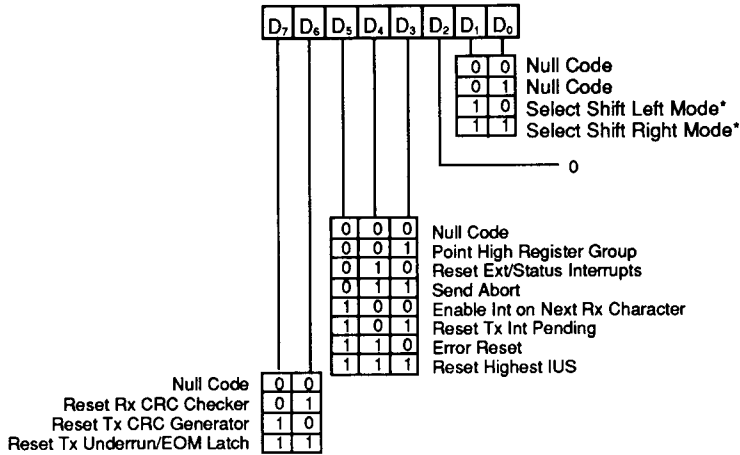 D7 D6 D5 D4 D3 D2 D1 D0
0 0 Null Code
0 1 Null Code
1 0 Select Shift Left Mode*
1 1 Select Shift Right Mode*
0
0 0 0 Null Code
0 0 1 Point High Register Group
0 1 0 Reset Ext/Status Interrupts
0 1 1 Send Abort
1 0 0 Enable Int on Next Rx Character
1 0 1 Reset Tx Int Pending
1 1 0 Error Reset
1 1 1 Reset Highest IUS
Null Code 0 0
Reset Rx CRC Checker 0 1
Reset Tx CRC Generator 1 0
Reset Tx Underrun/EOM Latch 1 1